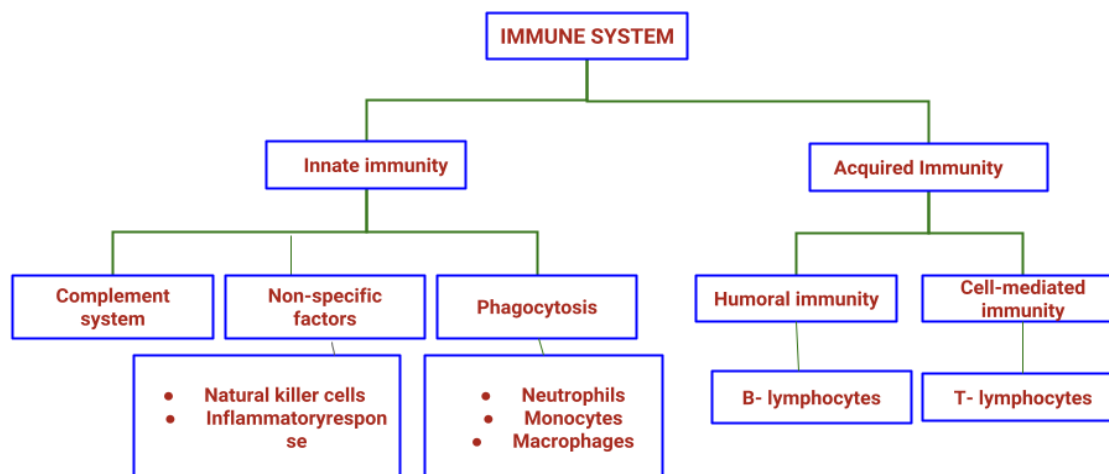 IMMUNE SYSTEM
Innate immunity
Acquired Immunity
Complement
system
Non-specific
factors
Phagocytosis
Humoral immunity
Cell-mediated
immunity
● Natural killer cells
● Inflammatoryrespon
se
● Neutrophils
● Monocytes
● Macrophages
B- lymphocytes
T- lymphocytes